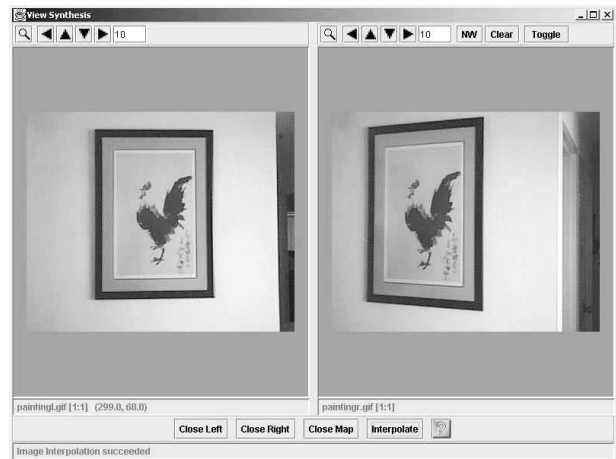 View Synthesis
10
10 NW Clear Toggle
paintingl.gif [1:1] (299.0, 68.0)
paintingr.gif [1:1]
Close Left Close Right Close Map Interpolate ?
Image Interpolation succeeded